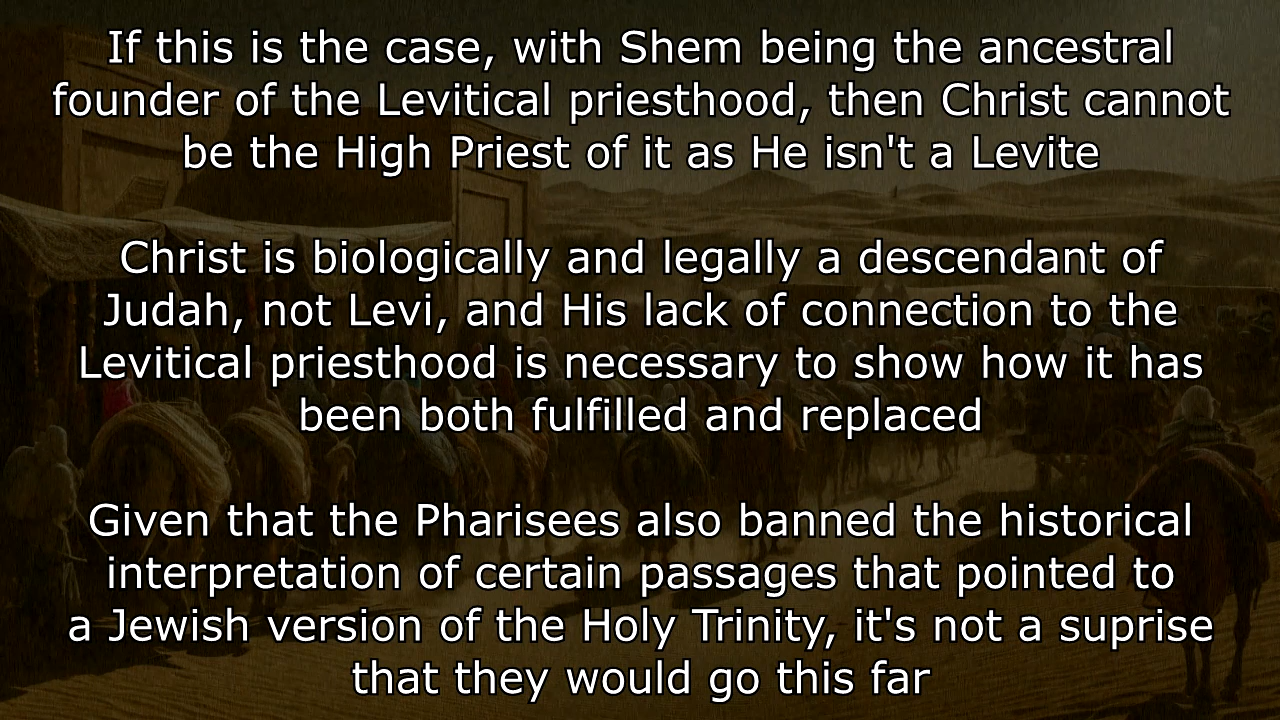 If this is the case, with Shem being the ancestral
founder of the Levitical priesthood, then Christ cannot
be the High Priest of it as He isn't a Levite
Christ is biologically and legally a descendant of
Judah, not Levi, and His lack of connection to the
Levitical priesthood is necessary to show how it has
been both fulfilled and replaced
Given that the Pharisees also banned the historical
interpretation of certain passages that pointed to
a Jewish version of the Holy Trinity, it's not a suprise
that they would go this far